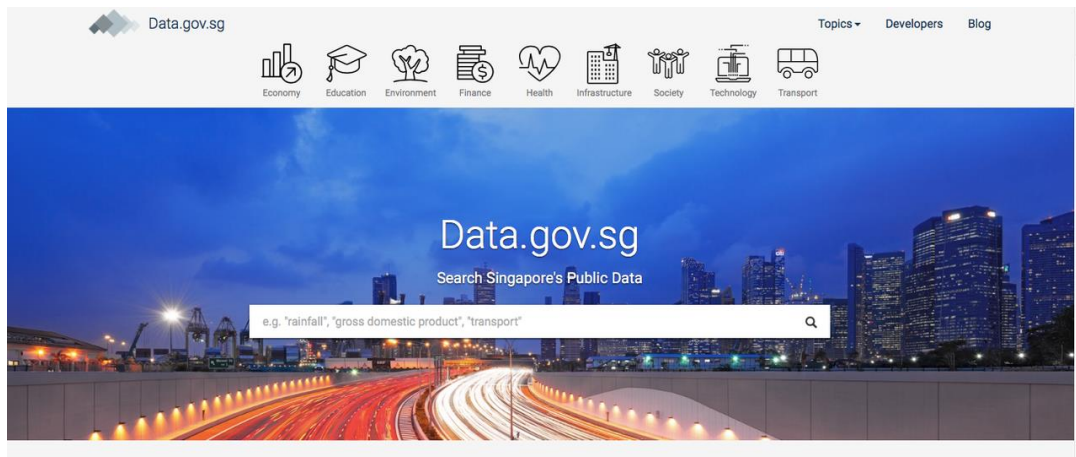 Data.gov.sg
Topics Developers Blog
Economy Education Environment Finance Health Infrastructure Society Technology Transport
Data.gov.sg
Search Singapore's Public Data
e.g. "rainfall", "gross domestic product", "transport"